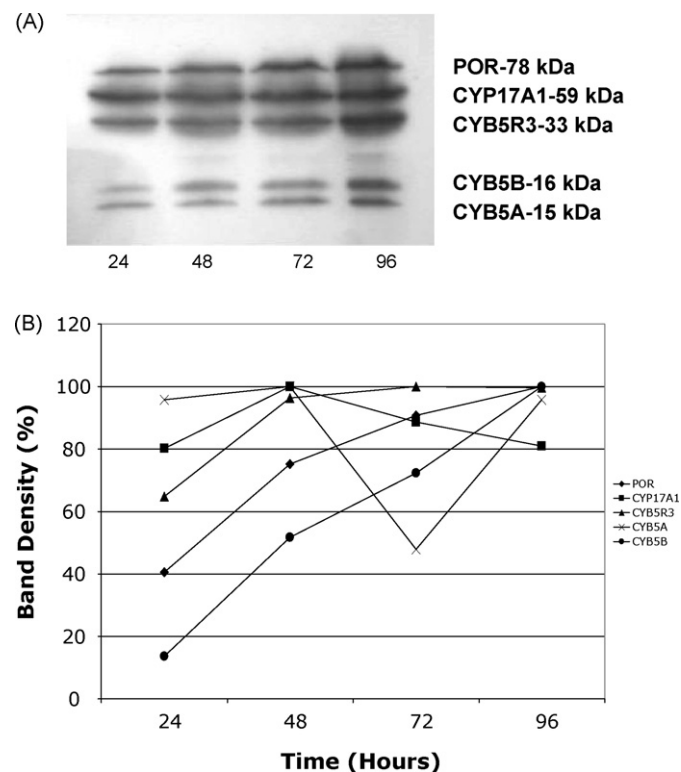 (A)
POR-78 kDa
CYP17A1-59 kDa
CYB5R3-33 kDa
CYB5B-16 kDa
CYB5A-15 kDa
24 48 72 96
(B)
120
100
80
60
40
20
0
Band Density (%)
24 48 72 96
Time (Hours)
POR
CYP17A1
CYB5R3
CYB5A
CYB5B